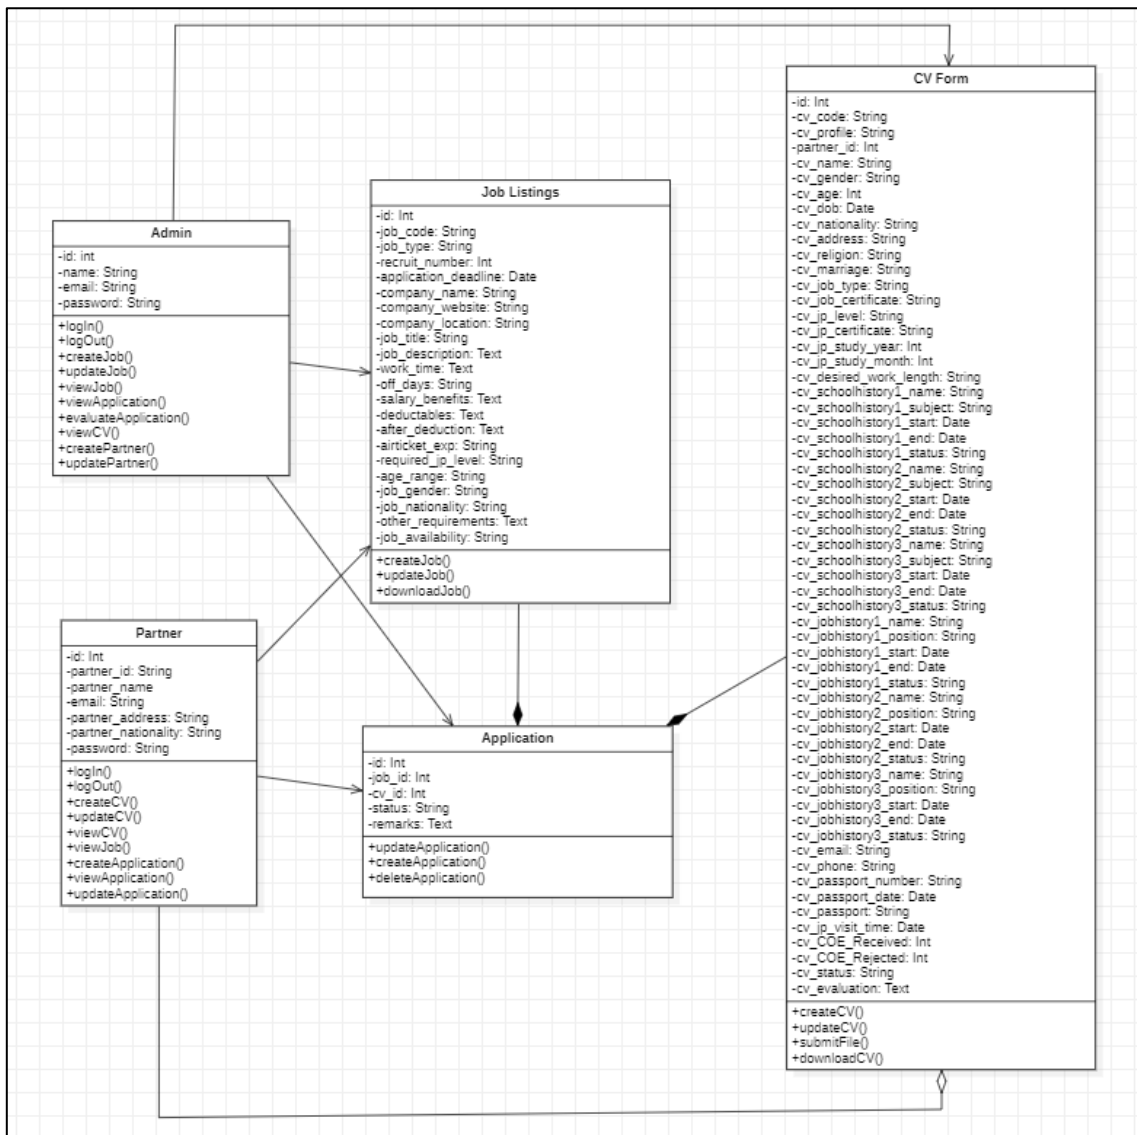 Admin
-id: int
-name: String
-email: String
-password: String
+logIn()
+logOut()
+createJob()
+updateJob()
+viewJob()
+viewApplication()
+evaluateApplication()
+viewCV()
+createPartner()
+updatePartner()
Partner
-id: Int
-partner_id: String
-partner_name
-email: String
-partner_address: String
-partner_nationality: String
-password: String
+logIn()
+logOut()
+createCV()
+updateCV()
+viewCV()
+viewJob()
+createApplication()
+viewApplication()
+updateApplication()
Job Listings
-id: Int
-job_code: String
-job_type: String
-recruit_number: Int
-application_deadline: Date
-company_name: String
-company_website: String
-company_location: String
-job_title: String
-job_description: Text
-work_time: Text
-off_days: String
-salary_benefits: Text
-deductables: Text
-after_deduction: Text
-airticket_exp: String
-required_jp_level: String
-age_range: String
-job_gender: String
-job_nationality: String
-other_requirements: Text
-job_availability: String
+createJob()
+updateJob()
+downloadJob()
Application
-id: Int
-job_id: Int
-cv_id: Int
-status: String
-remarks: Text
+updateApplication()
+createApplication()
+deleteApplication()
CV Form
-id: Int
-cv_code: String
-cv_profile: String
-partner_id: Int
-cv_name: String
-cv_gender: String
-cv_age: Int
-cv_dob: Date
-cv_nationality: String
-cv_address: String
-cv_religion: String
-cv_marriage: String
-cv_job_type: String
-cv_job_certificate: String
-cv_jp_level: String
-cv_jp_certificate: String
-cv_jp_study_year: Int
-cv_jp_study_month: Int
-cv_desired_work_length: String
-cv_schoolhistory1_name: String
-cv_schoolhistory1_subject: String
-cv_schoolhistory1_start: Date
-cv_schoolhistory1_end: Date
-cv_schoolhistory1_status: String
-cv_schoolhistory2_name: String
-cv_schoolhistory2_subject: String
-cv_schoolhistory2_start: Date
-cv_schoolhistory2_end: Date
-cv_schoolhistory2_status: String
-cv_schoolhistory3_name: String
-cv_schoolhistory3_subject: String
-cv_schoolhistory3_start: Date
-cv_schoolhistory3_end: Date
-cv_schoolhistory3_status: String
-cv_jobhistory1_name: String
-cv_jobhistory1_position: String
-cv_jobhistory1_start: Date
-cv_jobhistory1_end: Date
-cv_jobhistory1_status: String
-cv_jobhistory2_name: String
-cv_jobhistory2_position: String
-cv_jobhistory2_start: Date
-cv_jobhistory2_end: Date
-cv_jobhistory2_status: String
-cv_jobhistory3_name: String
-cv_jobhistory3_position: String
-cv_jobhistory3_start: Date
-cv_jobhistory3_end: Date
-cv_jobhistory3_status: String
-cv_email: String
-cv_phone: String
-cv_passport_number: String
-cv_passport_date: Date
-cv_passport: String
-cv_jp_visit_time: Date
-cv_COE_Received: Int
-cv_COE_Rejected: Int
-cv_status: String
-cv_evaluation: Text
+createCV()
+updateCV()
+submitFile()
+downloadCV()